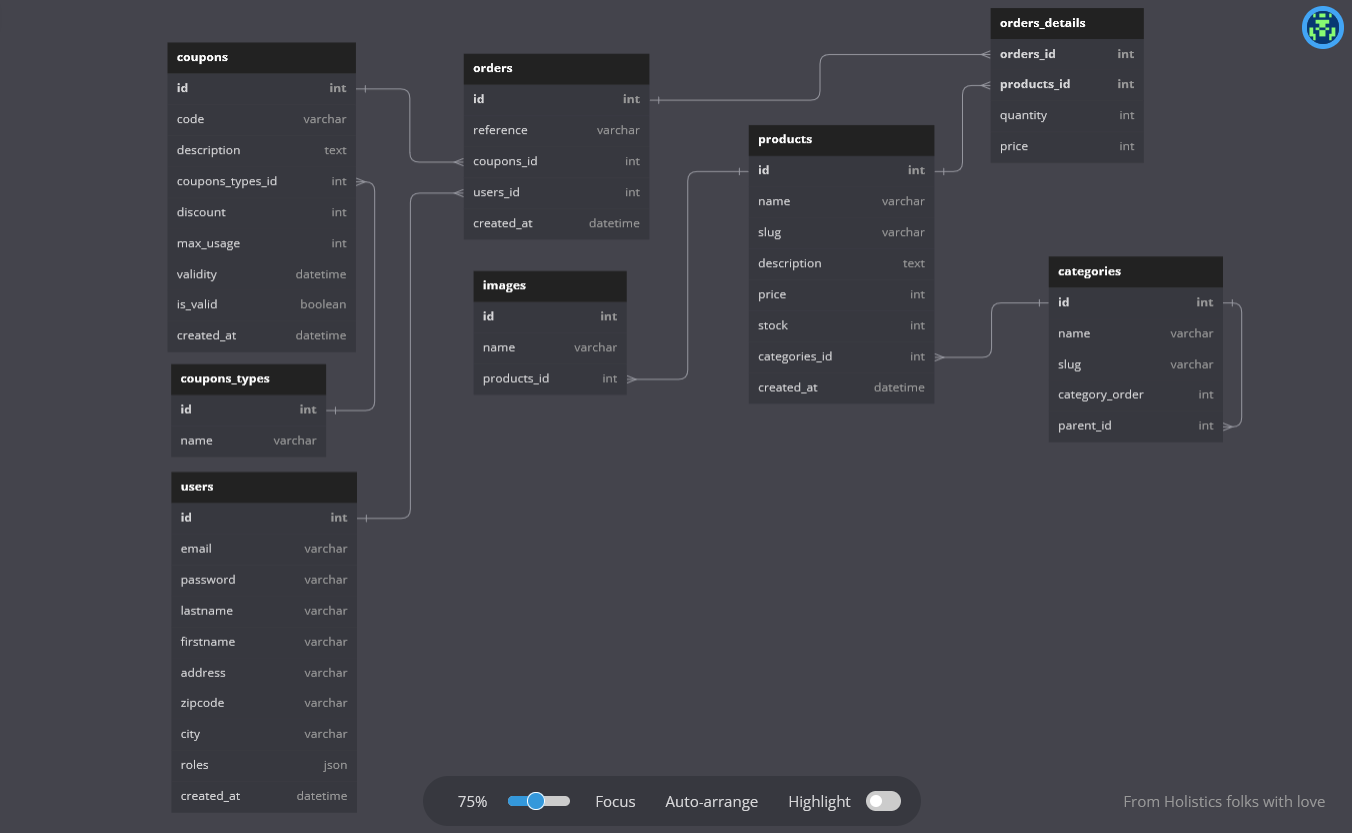 coupons
id int
code varchar
description text
coupons_types_id int
discount int
max_usage int
validity datetime
is_valid boolean
created_at datetime
coupons_types
id int
name varchar
users
id int
email varchar
password varchar
lastname varchar
firstname varchar
address varchar
zipcode varchar
city varchar
roles json
created_at datetime
orders
id int
reference varchar
coupons_id int
users_id int
created_at datetime
images
id int
name varchar
products_id int
products
id int
name varchar
slug varchar
description text
price int
stock int
categories_id int
created_at datetime
orders_details
orders_id int
products_id int
quantity int
price int
categories
id int
name varchar
slug varchar
category_order int
parent_id int
75% Focus Auto-arrange Highlight
From Holistics folks with love